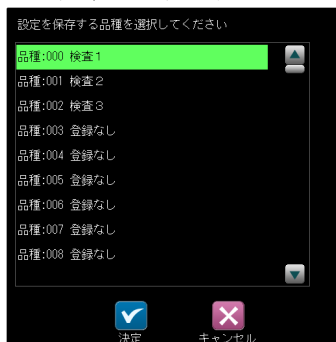 設定を保存する品種を選択してください
品種:000 検査１
品種:001 検査２
品種:002 検査３
品種:003 登録なし
品種:004 登録なし
品種:005 登録なし
品種:006 登録なし
品種:007 登録なし
品種:008 登録なし
決定 キャンセル